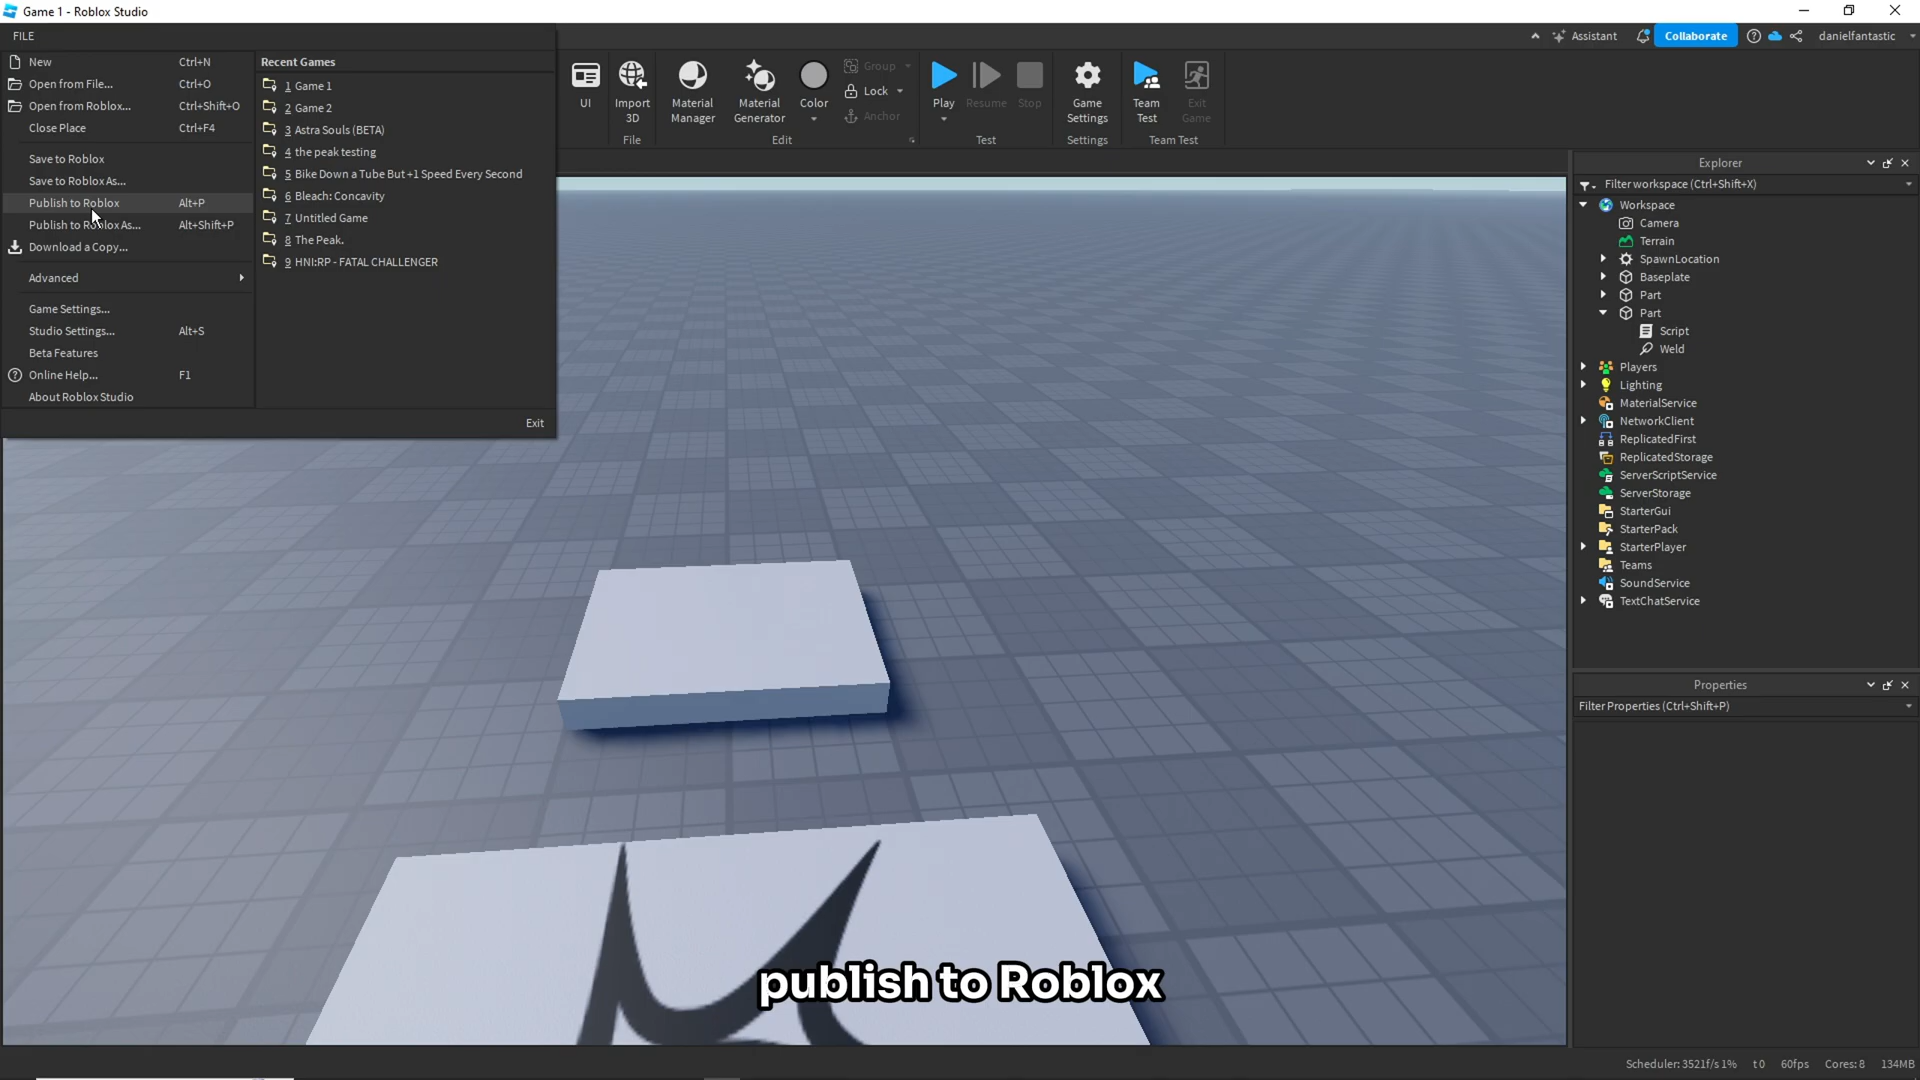 Game 1 - Roblox Studio
FILE
Assistant
Collaborate
danielfantastic
New Ctrl+N
Open from File... Ctrl+O
Open from Roblox... Ctrl+Shift+O
Close Place Ctrl+F4
Save to Roblox
Save to Roblox As...
Publish to Roblox Alt+P
Publish to Roblox As... Alt+Shift+P
Download a Copy...
Advanced
Game Settings...
Studio Settings... Alt+S
Beta Features
Online Help... F1
About Roblox Studio
Recent Games
1 Game 1
2 Game 2
3 Astra Souls (BETA)
4 the peak testing
5 Bike Down a Tube But +1 Speed Every Second
6 Bleach: Concavity
7 Untitled Game
8 The Peak.
9 HNI:RP - FATAL CHALLENGER
Exit
UI
Import
3D
File
Material
Manager
Material
Generator
Color
Group
Lock
Anchor
Edit
Play
Resume
Stop
Test
Game
Settings
Settings
Team
Test
Exit
Game
Team Test
Explorer
Filter workspace (Ctrl+Shift+X)
Workspace
Camera
Terrain
SpawnLocation
Baseplate
Part
Part
Script
Weld
Players
Lighting
MaterialService
NetworkClient
ReplicatedFirst
ReplicatedStorage
ServerScriptService
ServerStorage
StarterGui
StarterPack
StarterPlayer
Teams
SoundService
TextChatService
Properties
Filter Properties (Ctrl+Shift+P)
publish to Roblox
Scheduler: 3521f/s 1% t0 60fps Cores: 8 134MB